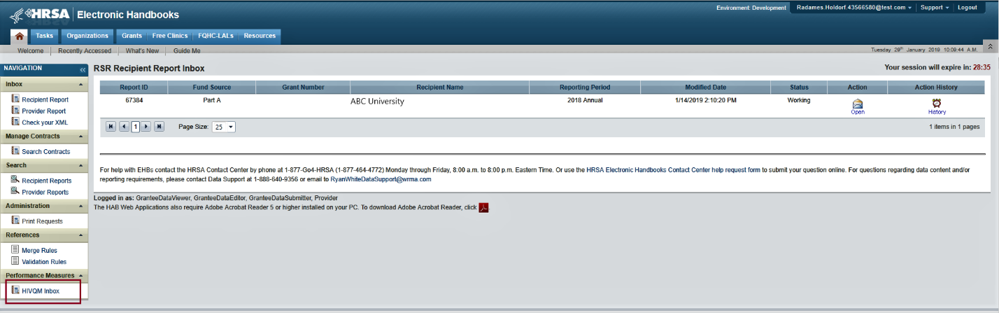 HRSA Electronic Handbooks
Environment: Development Radames.Holdorf.43566580@test.com Support Logout
Tasks Organizations Grants Free Clinics FQHC-LALs Resources
Welcome Recently Accessed What's New Guide Me
Tuesday 29th January 2019 10:09:44 A.M.
NAVIGATION
Inbox
Recipient Report
Provider Report
Check your XML
Manage Contracts
Search Contracts
Search
Recipient Reports
Provider Reports
Administration
Print Requests
References
Merge Rules
Validation Rules
Performance Measures
HIVQM Inbox
RSR Recipient Report Inbox
Your session will expire in: 28:35
Report ID Fund Source Grant Number Recipient Name Reporting Period Modified Date Status Action Action History
67384 Part A ABC University 2018 Annual 1/14/2019 2:10:20 PM Working Open History
1 Page Size: 25 1 items in 1 pages
For help with EHBs contact the HRSA Contact Center by phone at 1-877-Go4-HRSA (1-877-464-4772) Monday through Friday, 8:00 a.m. to 8:00 p.m. Eastern Time. Or use the HRSA Electronic Handbooks Contact Center help request form to submit your question online. For questions regarding data content and/or
reporting requirements, please contact Data Support at 1-888-640-9356 or email to RyanWhiteDataSupport@wrma.com
Logged in as: GranteeDataViewer, GranteeDataEditor, GranteeDataSubmitter, Provider
The HAB Web Applications also require Adobe Acrobat Reader 5 or higher installed on your PC. To download Adobe Acrobat Reader, click .